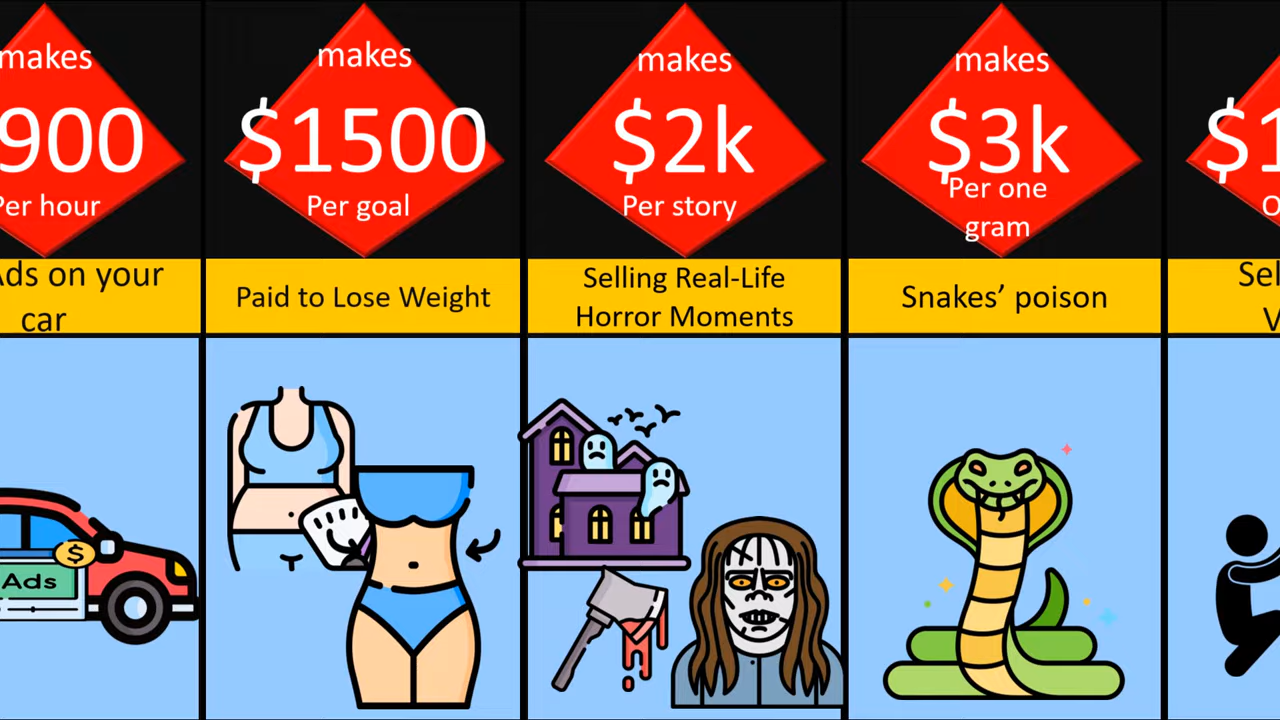 makes
900
Per hour
Ads on your
car
Ads
$
makes
$1500
Per goal
Paid to Lose Weight
makes
$2k
Per story
Selling Real-Life
Horror Moments
makes
$3k
Per one
gram
Snakes’ poison
$1